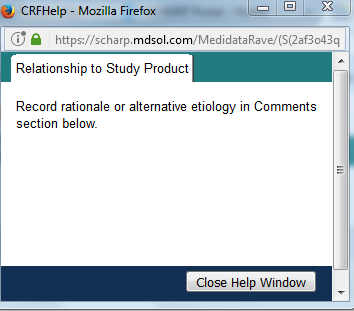 CRFHelp - Mozilla Firefox
https://scharp.mdsol.com/MedidataRave/(S(2af3o43q
Relationship to Study Product
Record rationale or alternative etiology in Comments
section below.
Close Help Window